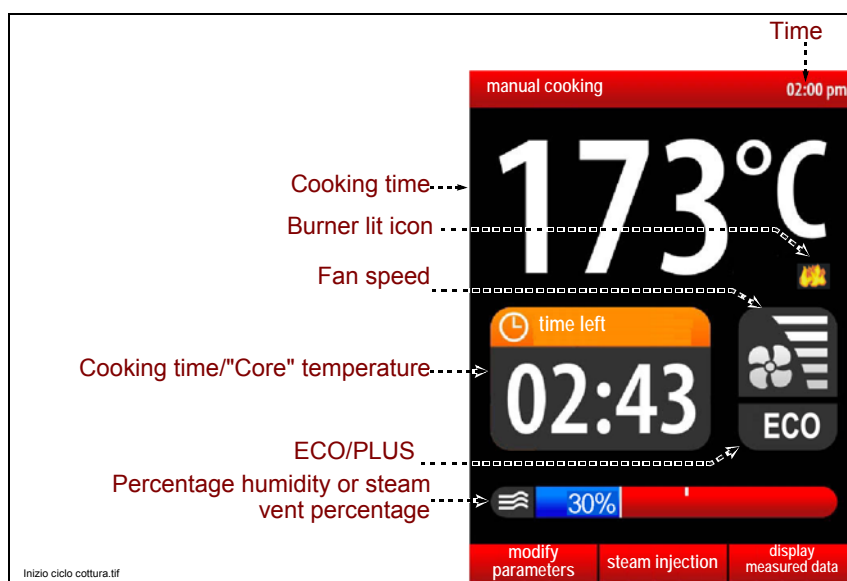 Time
manual cooking 02:00 pm
173°C
Cooking time
Burner lit icon
Fan speed
time left
02:43
Cooking time/"Core" temperature
ECO
ECO/PLUS
Percentage humidity or steam
vent percentage
30%
modify
parameters
steam injection
display
measured data
Inizio ciclo cottura.tif